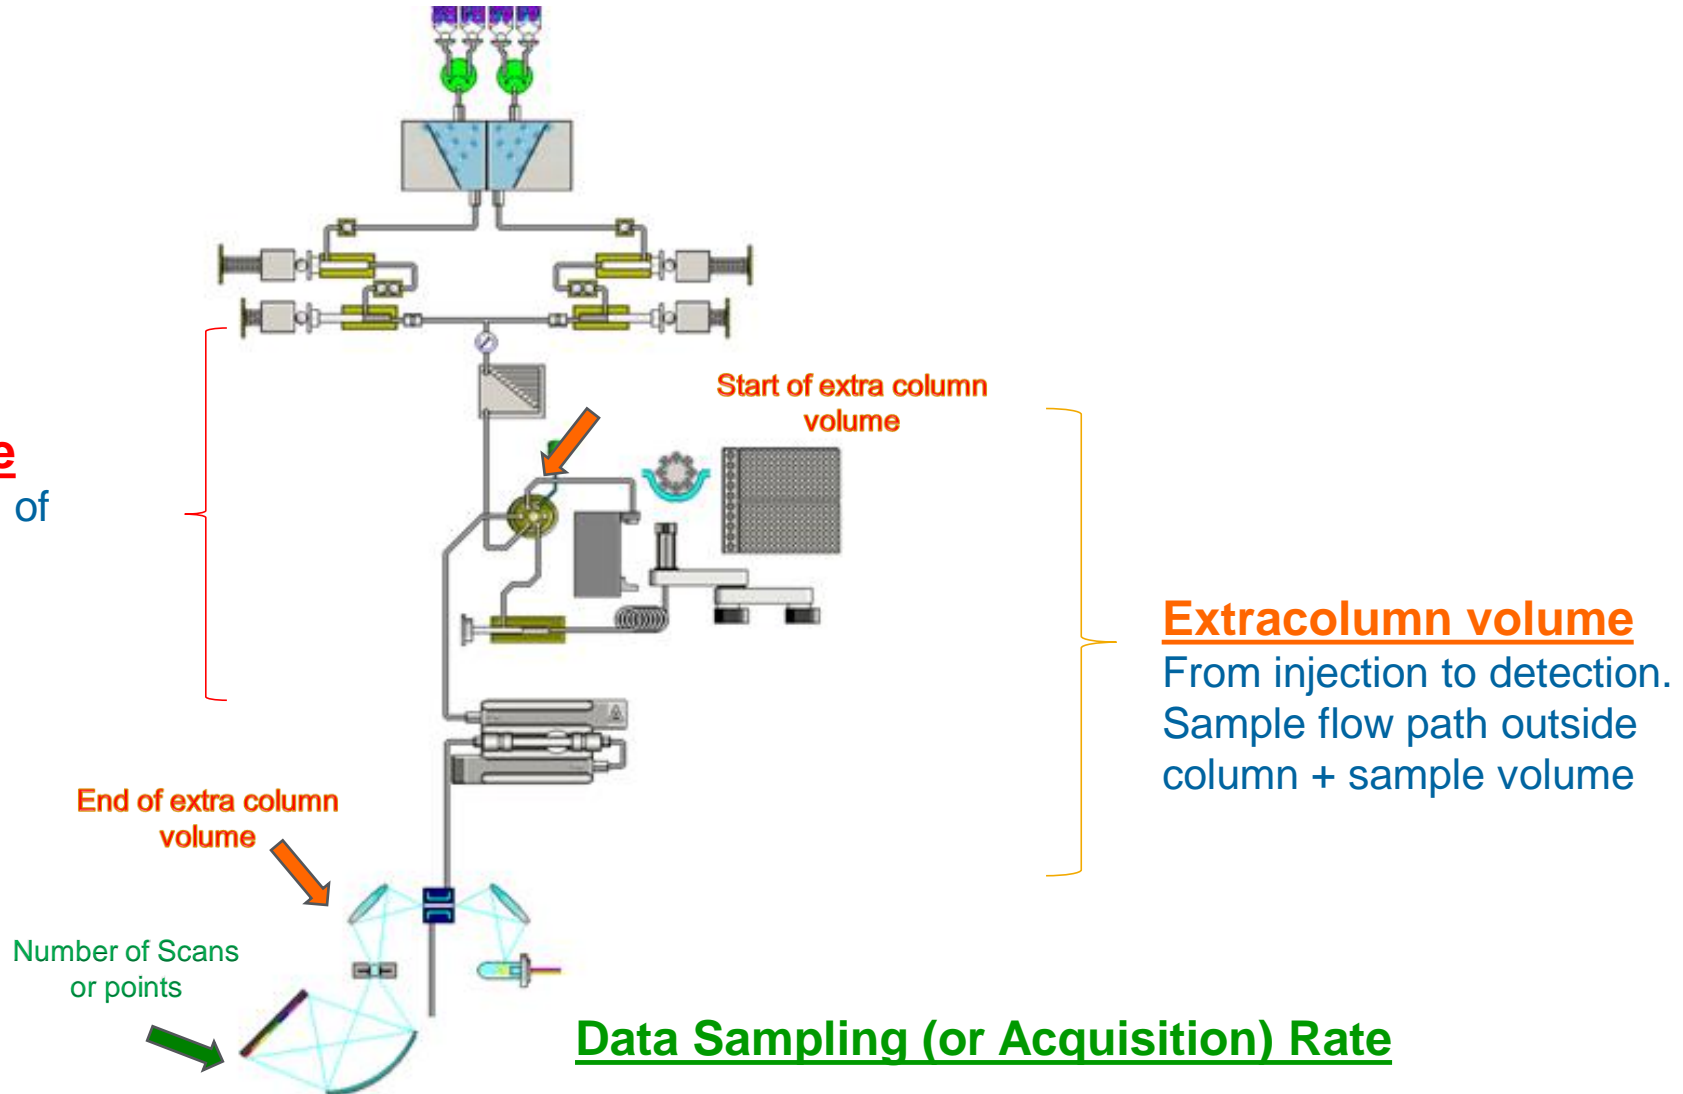 Start of extra column
volume
e
of
Extracolumn volume
From injection to detection.
Sample flow path outside
column + sample volume
End of extra column
volume
Number of Scans
or points
Data Sampling (or Acquisition) Rate